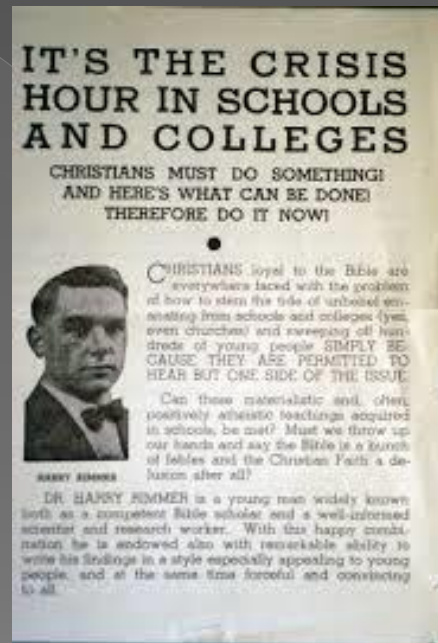 IT'S THE CRISIS
HOUR IN SCHOOLS
AND COLLEGES
CHRISTIANS MUST DO SOMETHING!
AND HERE'S WHAT CAN BE DONE!
THEREFORE DO IT NOW!
CHRISTIANS loyal to the Bible are
everywhere faced with the problem
of how to stem the tide of unbelief em-
anating from schools and colleges (yes,
even churches) and sweeping off hun-
dreds of young people SIMPLY BE-
CAUSE THEY ARE PERMITTED TO
HEAR BUT ONE SIDE OF THE ISSUE.
Can these materialistic and, often,
positively atheistic teachings acquired
in schools, be met? Must we throw up
our hands and say the Bible is a bunch
of fables and the Christian Faith a de-
lusion after all?
HARRY RIMMER
DR. HARRY RIMMER is a young man widely known
both as a competent Bible scholar and a well-informed
scientist and research worker. With this happy combi-
nation he is endowed also with remarkable ability to
write his findings in a style especially appealing to young
people, and at the same time forceful and convincing
to all.